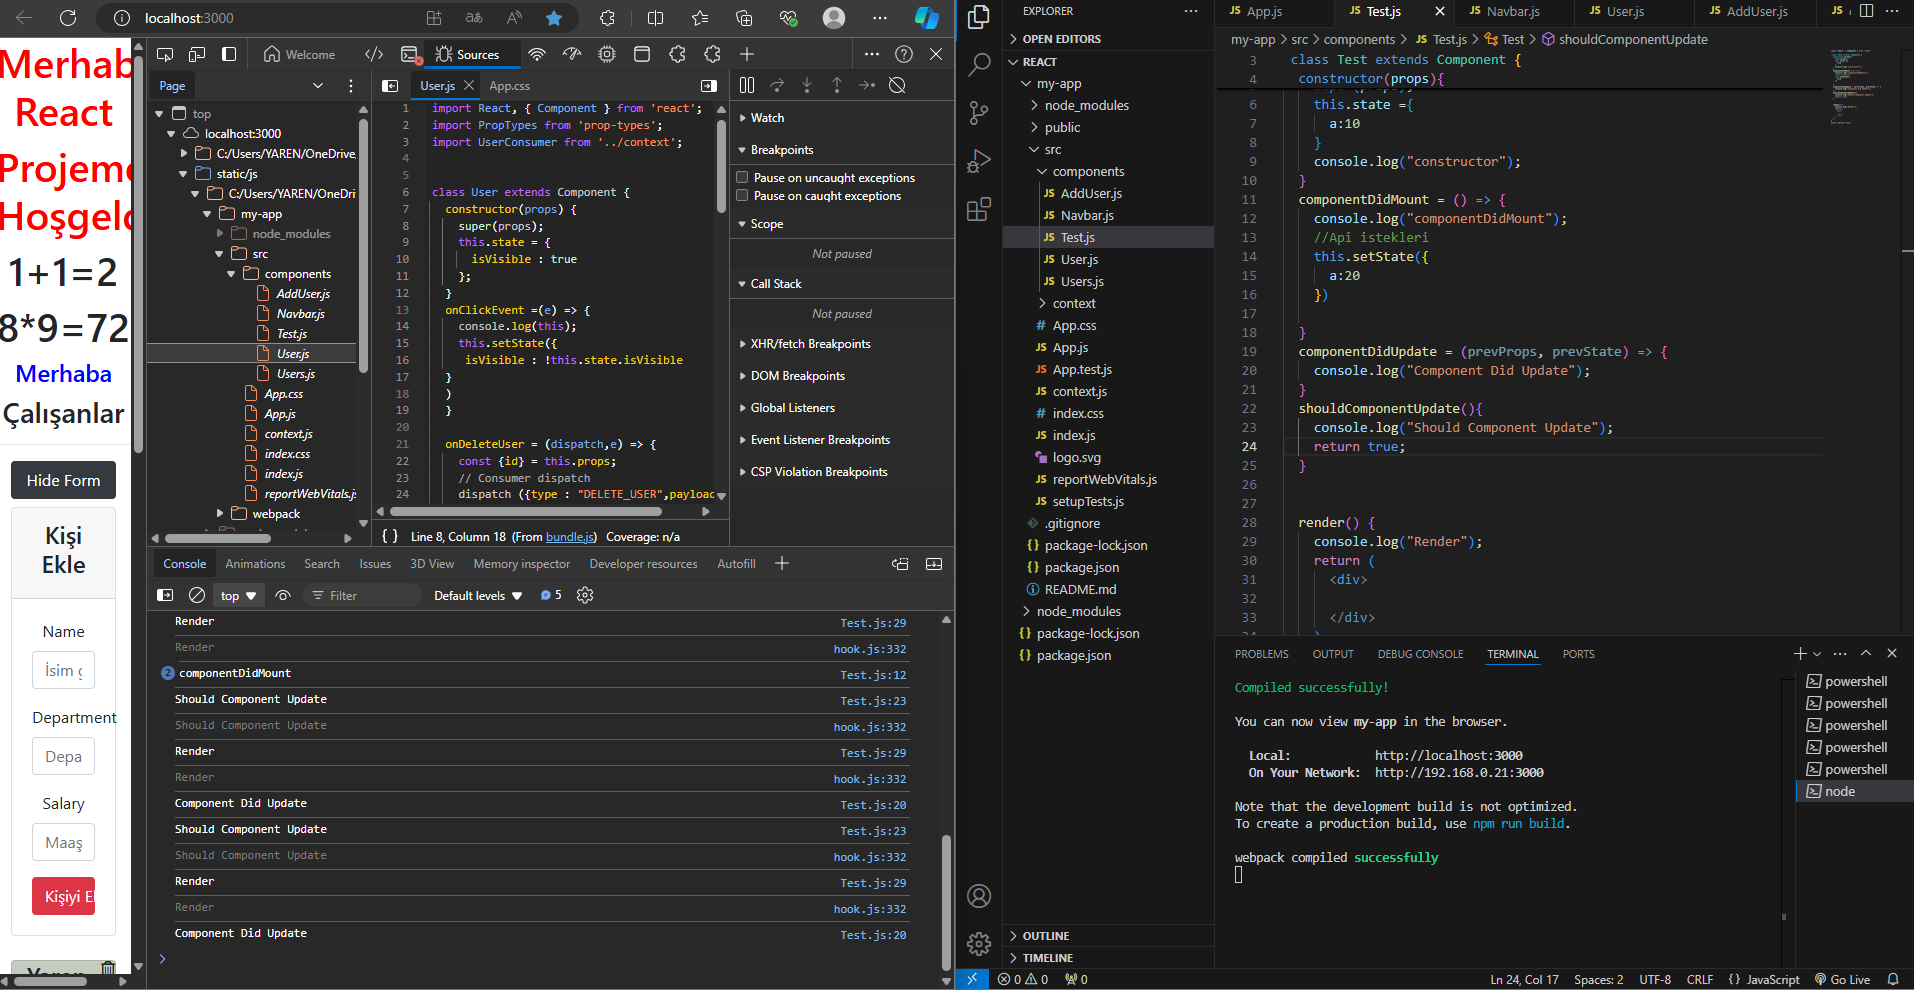 localhost:3000
Merhab
React
Projeme
Hoşgeld
1+1=2
8*9=72
Merhaba
Çalışanlar
Hide Form
Kişi
Ekle
Name
İsim g
Department
Depa
Salary
Maaş
Kişiyi El
Yaren
Welcome
Sources
Page
top
localhost:3000
C:/Users/YAREN/OneDrive
static/js
C:/Users/YAREN/OneDri
my-app
node_modules
src
components
AddUser.js
Navbar.js
Test.js
User.js
Users.js
App.css
App.js
context.js
index.css
index.js
reportWebVitals.js
webpack
User.js
App.css
1 import React, { Component } from 'react';
2 import PropTypes from 'prop-types';
3 import UserConsumer from '../context';
4
5
6 class User extends Component {
7 constructor(props) {
8 super(props);
9 this.state = {
10 isVisible : true
11 };
12 }
13 onClickEvent =(e) => {
14 console.log(this);
15 this.setState({
16 isVisible : !this.state.isVisible
17 }
18 )
19 }
20
21 onDeleteUser = (dispatch,e) => {
22 const {id} = this.props;
23 // Consumer dispatch
24 dispatch ({type : "DELETE_USER",payload
{ } Line 8, Column 18 (From bundle.js) Coverage: n/a
Watch
Breakpoints
Pause on uncaught exceptions
Pause on caught exceptions
Scope
Not paused
Call Stack
Not paused
XHR/fetch Breakpoints
DOM Breakpoints
Global Listeners
Event Listener Breakpoints
CSP Violation Breakpoints
Console Animations Search Issues 3D View Memory inspector Developer resources Autofill
top Filter Default levels 5
Render Test.js:29
Render hook.js:332
2 componentDidMount Test.js:12
Should Component Update Test.js:23
Should Component Update hook.js:332
Render Test.js:29
Render hook.js:332
Component Did Update Test.js:20
Should Component Update Test.js:23
Should Component Update hook.js:332
Render Test.js:29
Render hook.js:332
Component Did Update Test.js:20
EXPLORER
OPEN EDITORS
REACT
my-app
node_modules
public
src
components
JS AddUser.js
JS Navbar.js
JS Test.js
JS User.js
JS Users.js
context
# App.css
JS App.js
JS App.test.js
JS context.js
# index.css
JS index.js
logo.svg
JS reportWebVitals.js
JS setupTests.js
.gitignore
{} package-lock.json
{} package.json
README.md
node_modules
{} package-lock.json
{} package.json
OUTLINE
TIMELINE
JS App.js JS Test.js JS Navbar.js JS User.js JS AddUser.js JS
my-app > src > components > JS Test.js > Test > shouldComponentUpdate
3 class Test extends Component {
4 constructor(props){
6 this.state ={
7 a:10
8 }
9 console.log("constructor");
10 }
11 componentDidMount = () => {
12 console.log("componentDidMount");
13 //Api istekleri
14 this.setState({
15 a:20
16 })
17
18 }
19 componentDidUpdate = (prevProps, prevState) => {
20 console.log("Component Did Update");
21 }
22 shouldComponentUpdate(){
23 console.log("Should Component Update");
24 return true;
25 }
26
27
28 render() {
29 console.log("Render");
30 return (
31 <div>
32
33 </div>
PROBLEMS OUTPUT DEBUG CONSOLE TERMINAL PORTS
Compiled successfully!
You can now view my-app in the browser.
Local: http://localhost:3000
On Your Network: http://192.168.0.21:3000
Note that the development build is not optimized.
To create a production build, use npm run build.
webpack compiled successfully
powershell
powershell
powershell
powershell
powershell
node
0 0 0 Ln 24, Col 17 Spaces: 2 UTF-8 CRLF {} JavaScript Go Live